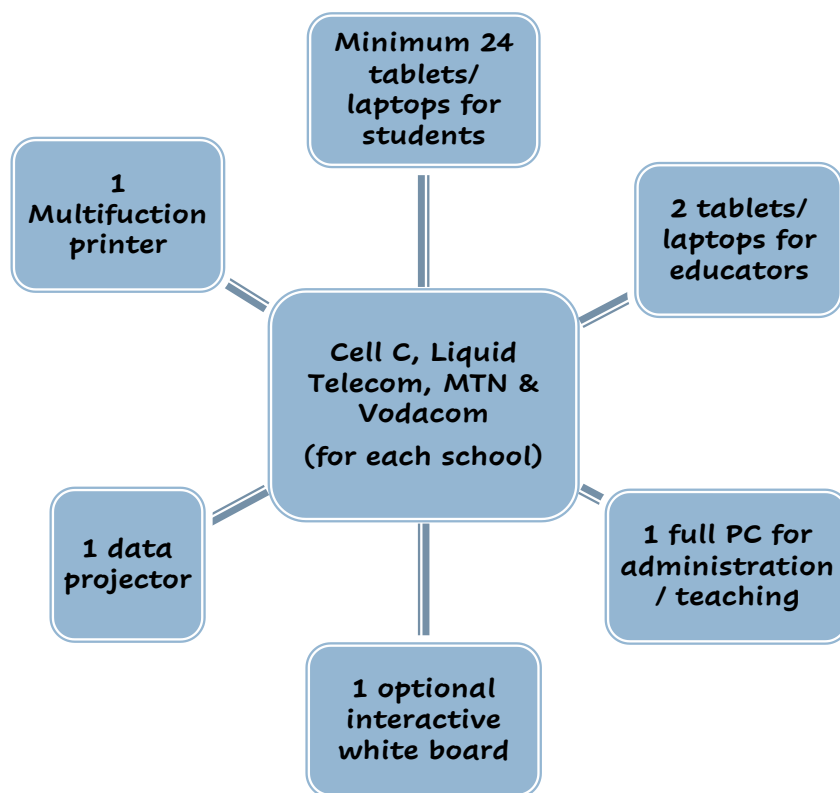 Minimum 24
tablets/
laptops for
students
1
Multifuction
printer
2 tablets/
laptops for
educators
Cell C, Liquid
Telecom, MTN &
Vodacom
(for each school)
1 data
projector
1 full PC for
administration
/ teaching
1 optional
interactive
white board